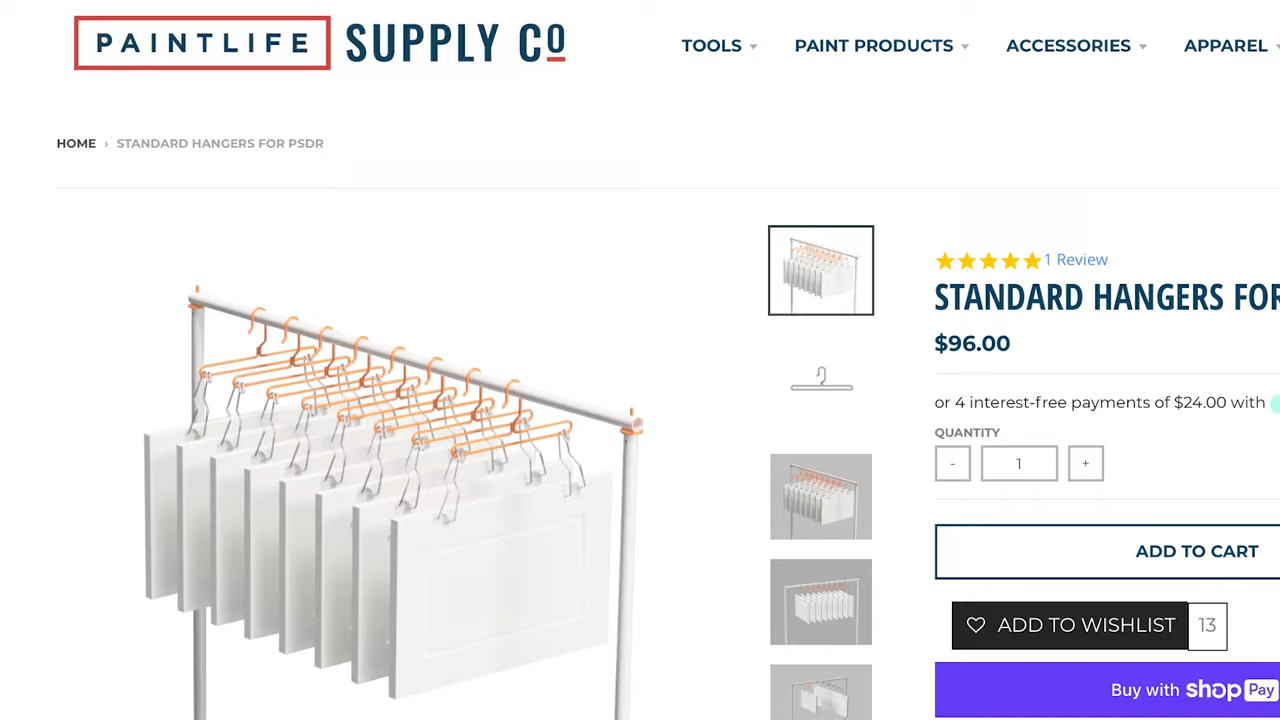 PAINTLIFE SUPPLY CO
TOOLS
PAINT PRODUCTS
ACCESSORIES
APPAREL
HOME › STANDARD HANGERS FOR PSDR
1 Review
STANDARD HANGERS FOR
$96.00
or 4 interest-free payments of $24.00 with
QUANTITY
- 1 +
ADD TO CART
ADD TO WISHLIST 13
Buy with shop Pay